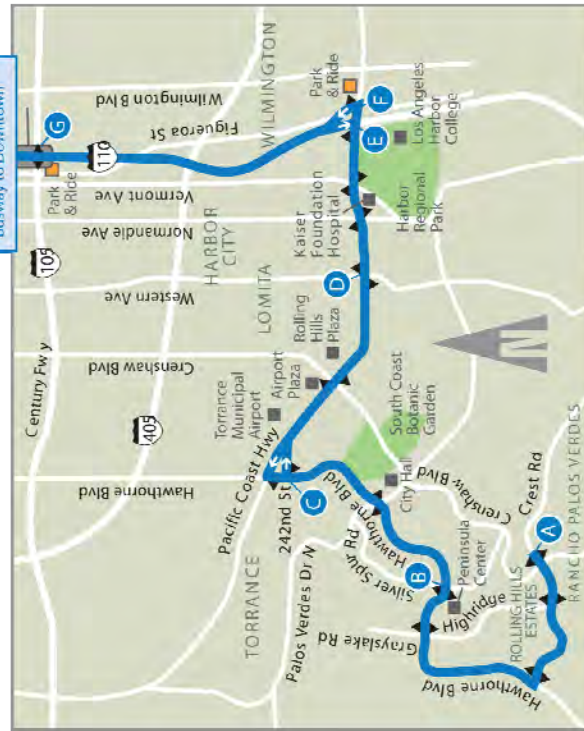 Busway to Downtown
G
Park
& Ride
110
105
Century Fwy
405
Wilmington Blvd
Figueroa St
Vermont Ave
Normandie Ave
Western Ave
Crenshaw Blvd
Hawthorne Blvd
WILMINGTON
HARBOR
CITY
LOMITA
TORRANCE
Park
& Ride
F
E
Los Angeles
Harbor
College
Harbor
Regional
Park
Kaiser
Foundation
Hospital
D
Rolling
Hills
Plaza
Airport
Plaza
Torrance
Municipal
Airport
Pacific Coast Hwy
242nd St
C
South Coast
Botanic
Garden
City Hall
Hawthorne Blvd
Crenshaw Blvd
Silver Spur Rd
Palos Verdes Dr N
B
Peninsula
Center
Highridge
Grayslake Rd
Hawthorne Blvd
ROLLING HILLS
ESTATES
A
Crest Rd
RANCHO PALOS VERDES
N